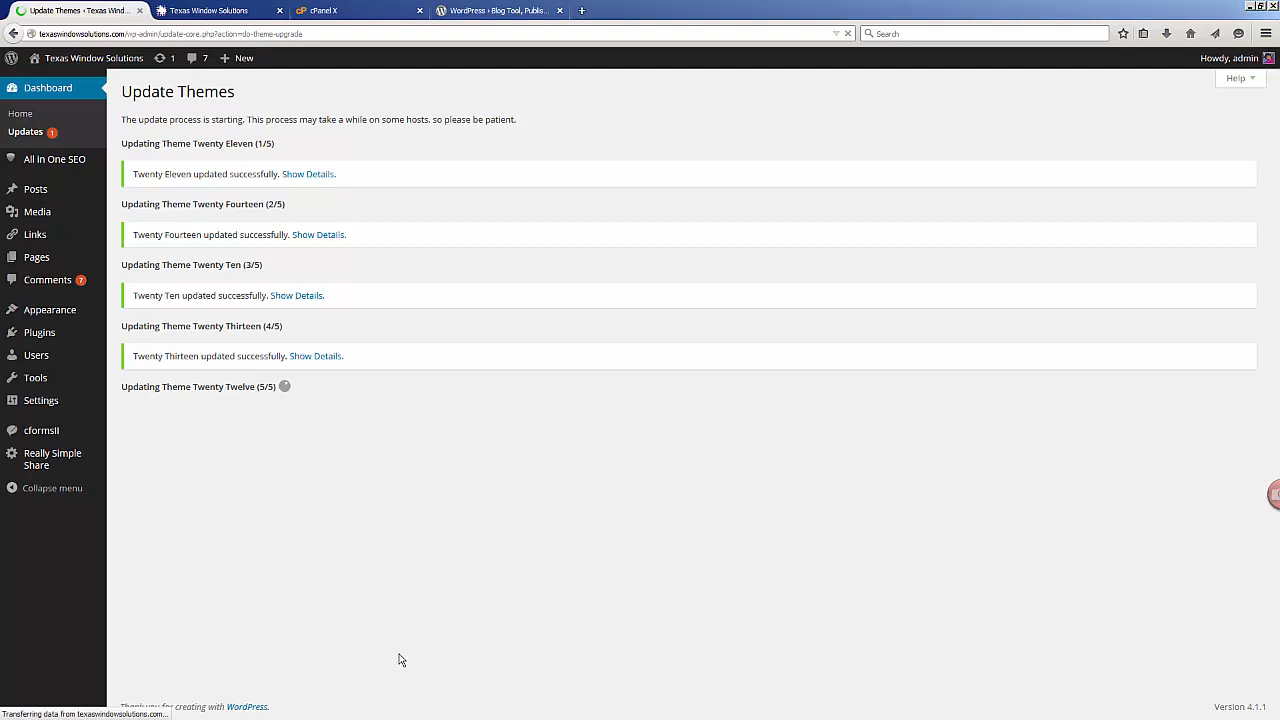 Update Themes ‹ Texas Wind...
Texas Window Solutions
cPanel X
WordPress › Blog Tool, Publis...
texaswindowsolutions.com/wp-admin/update-core.php?action=do-theme-upgrade
Search
Texas Window Solutions
1
7
New
Howdy, admin
Dashboard
Home
Updates 1
All in One SEO
Posts
Media
Links
Pages
Comments 7
Appearance
Plugins
Users
Tools
Settings
cformsII
Really Simple
Share
Collapse menu
Help
Update Themes
The update process is starting. This process may take a while on some hosts, so please be patient.
Updating Theme Twenty Eleven (1/5)
Twenty Eleven updated successfully. Show Details.
Updating Theme Twenty Fourteen (2/5)
Twenty Fourteen updated successfully. Show Details.
Updating Theme Twenty Ten (3/5)
Twenty Ten updated successfully. Show Details.
Updating Theme Twenty Thirteen (4/5)
Twenty Thirteen updated successfully. Show Details.
Updating Theme Twenty Twelve (5/5)
Thank you for creating with WordPress.
Version 4.1.1
Transferring data from texaswindowsolutions.com...